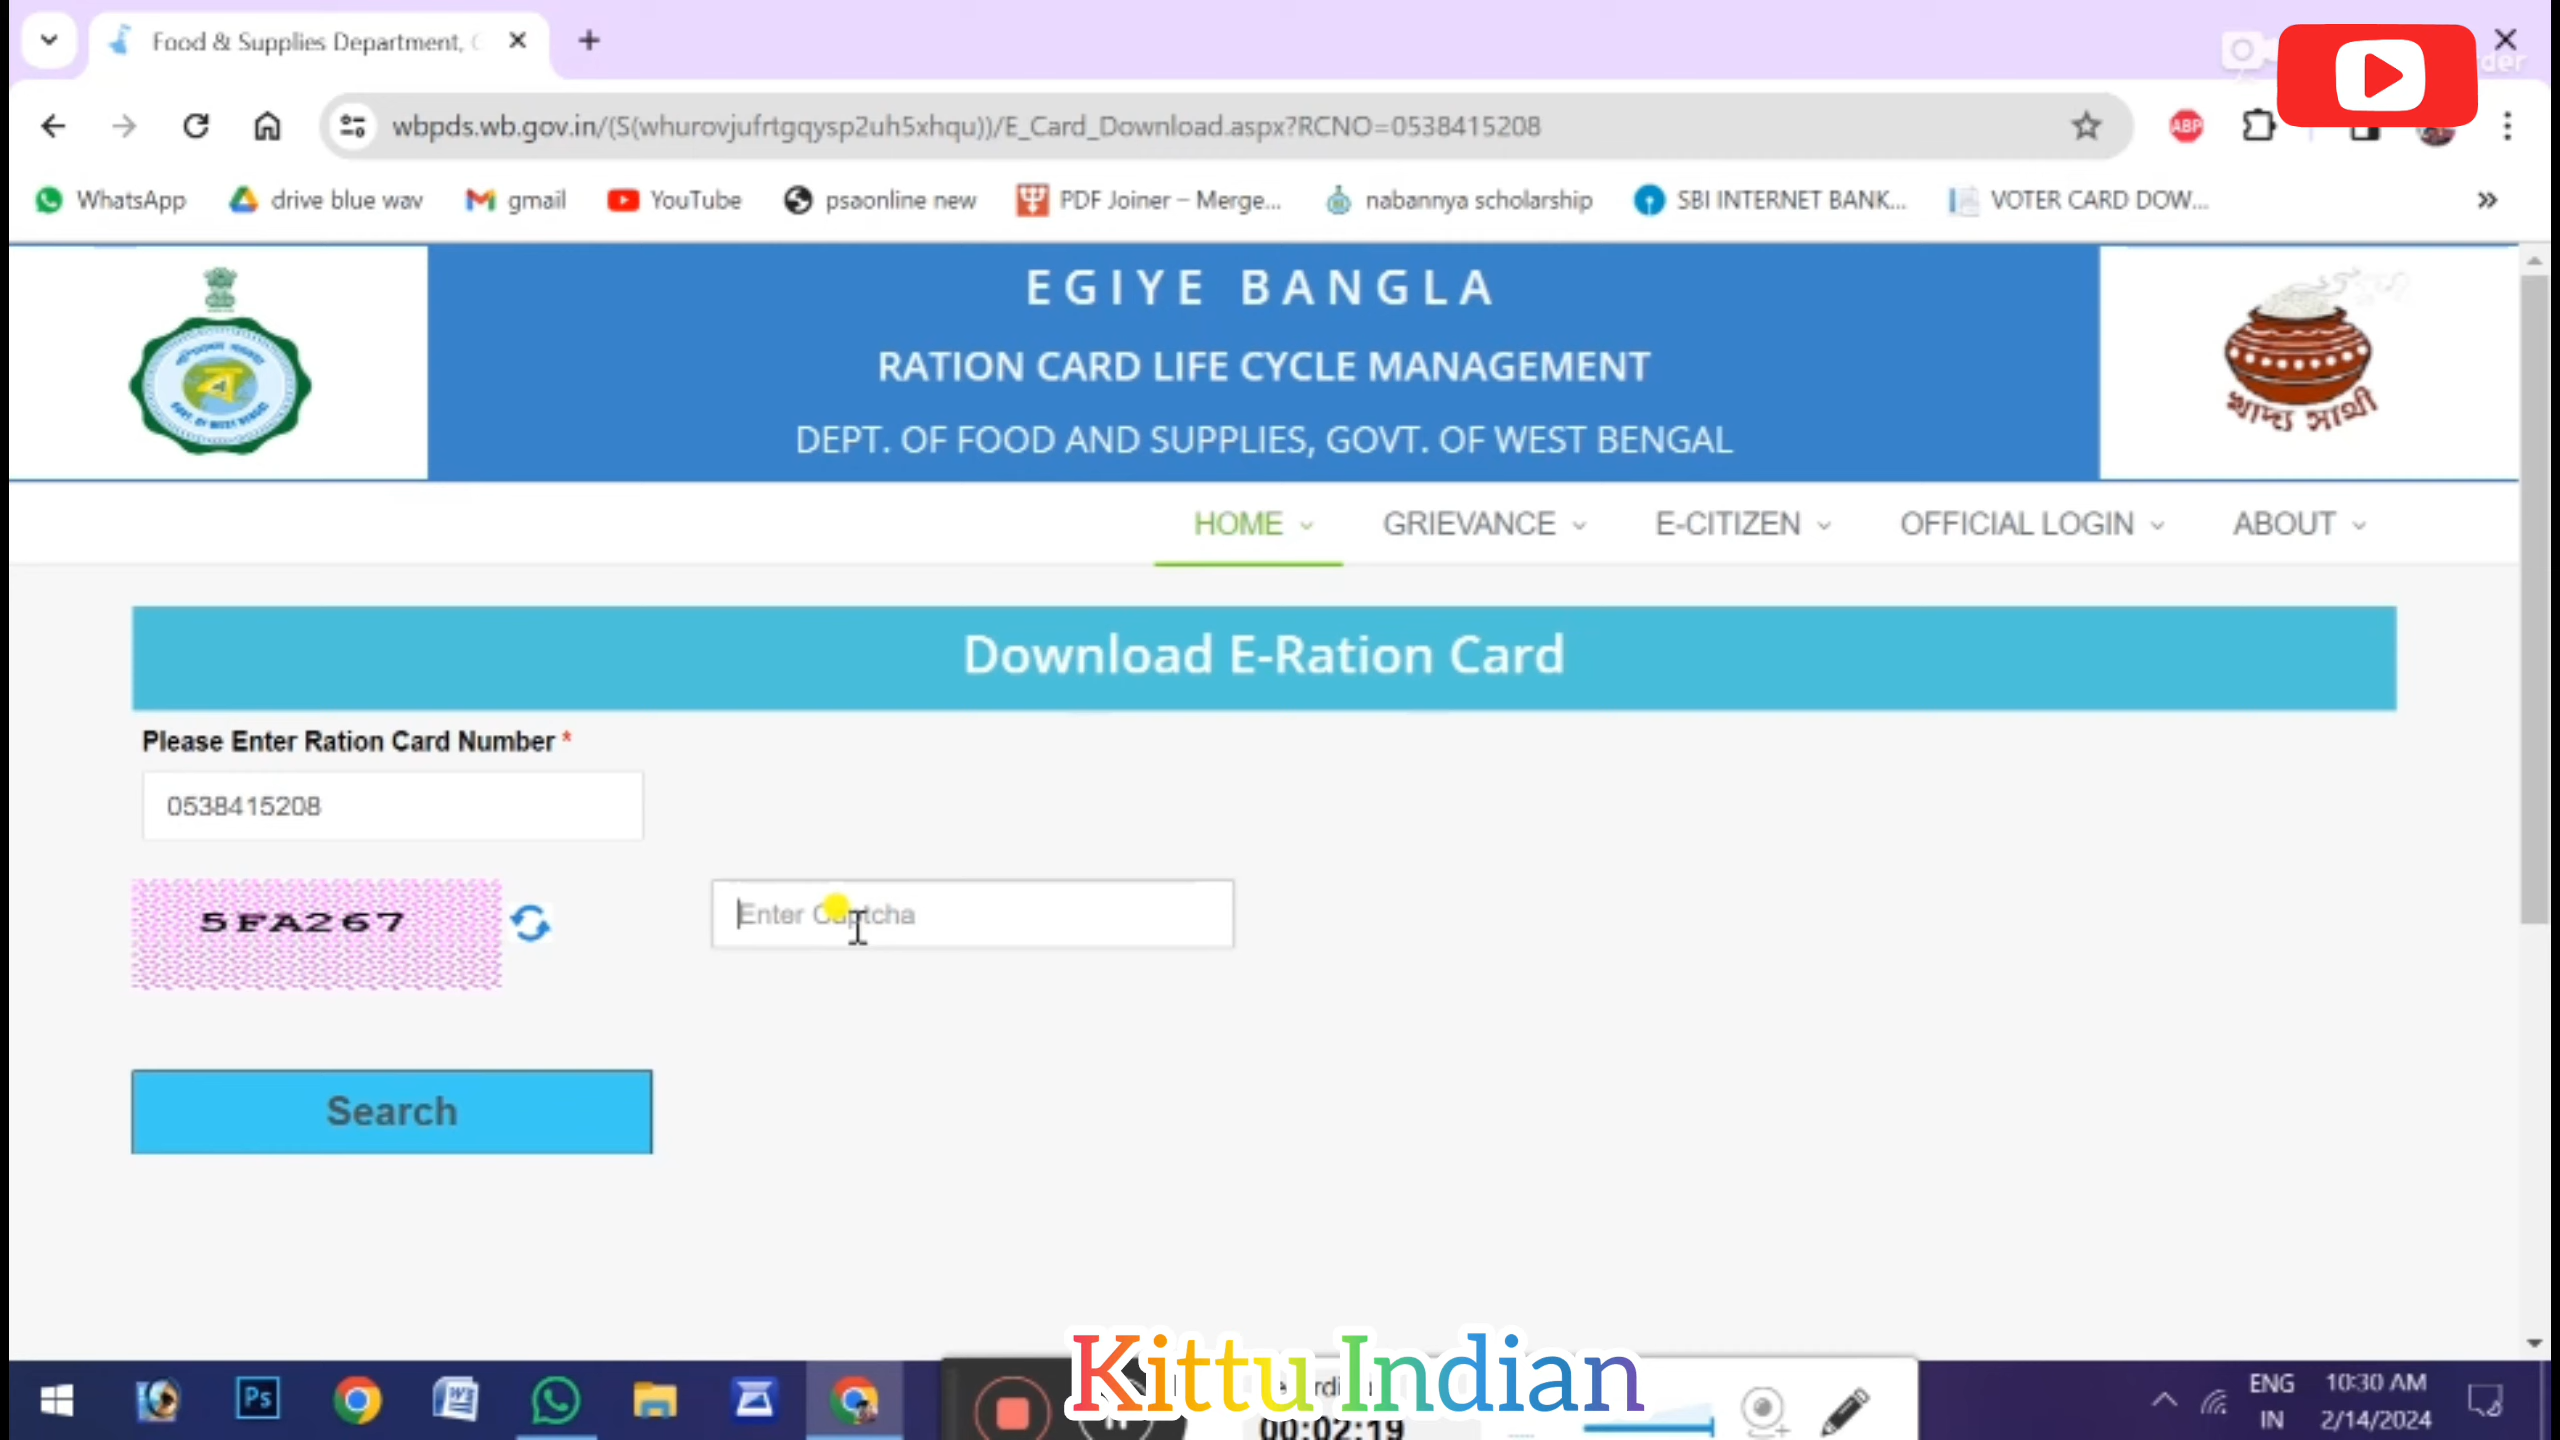 Food & Supplies Department,
wbpds.wb.gov.in/(S(whurovjufrtgqysp2uh5xhqu))/E_Card_Download.aspx?RCNO=0538415208
ABP
WhatsApp drive blue wav gmail YouTube psaonline new PDF Joiner – Merge... nabannya scholarship SBI INTERNET BANK... VOTER CARD DOW...
EGIYE BANGLA
RATION CARD LIFE CYCLE MANAGEMENT
DEPT. OF FOOD AND SUPPLIES, GOVT. OF WEST BENGAL
খাদ্য সাথী
HOME GRIEVANCE E-CITIZEN OFFICIAL LOGIN ABOUT
Download E-Ration Card
Please Enter Ration Card Number *
0538415208
5FA267
Enter Captcha
Search
Kittu Indian
00:02:19
Ps
ENG
IN
10:30 AM
2/14/2024